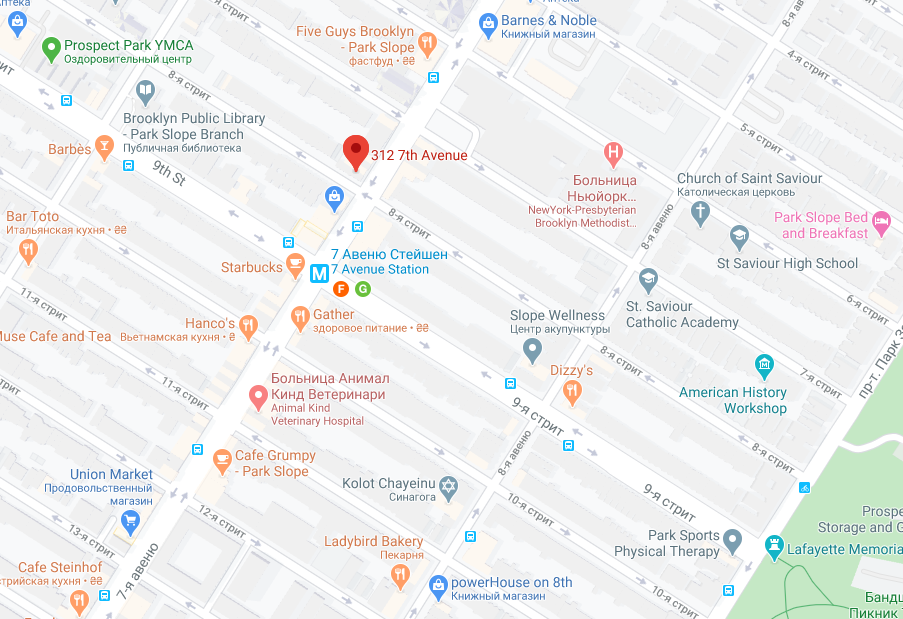 Аптека
Аптека
Barnes & Noble
Книжный магазин
8-я авеню
Five Guys Brooklyn
- Park Slope
фастфуд • ₴₴
Prospect Park YMCA
Оздоровительный центр
4-я стрит
8-я стрит
Brooklyn Public Library
- Park Slope Branch
Публичная библиотека
5-я стрит
Barbès
312 7th Avenue
9th St
Больница
Ньюйорк...
NewYork-Presbyterian
Brooklyn Methodist...
Church of Saint Saviour
Католическая церковь
Bar Toto
Итальянская кухня • ₴₴
8-я стрит
8-я авеню
Park Slope Bed
and Breakfast
7 Авеню Стейшен
7 Avenue Station
Starbucks
M
F
G
St Saviour High School
11-я стрит
6-я стрит
St. Saviour
Catholic Academy
Hanco's
Вьетнамская кухня • ₴
Gather
здоровое питание • ₴₴
Slope Wellness
Центр акупунктуры
Muse Cafe and Tea
8-я стрит
7-я стрит
пр-т. Парк
Больница Анимал
Кинд Ветеринари
Animal Kind
Veterinary Hospital
Dizzy's
American History
Workshop
11-я стрит
9-я стрит
8-я стрит
Cafe Grumpy
- Park Slope
8-я авеню
Union Market
Продовольственный
магазин
Kolot Chayeinu
Синагога
9-я стрит
10-я стрит
12-я стрит
Prospe
Storage and G
13-я стрит
Park Sports
Physical Therapy
Lafayette Memoria
Ladybird Bakery
Пекарня
Cafe Steinhof
стрийская кухня • ₴₴
7-я авеню
powerHouse on 8th
Книжный магазин
10-я стрит
Бандш
Пикник